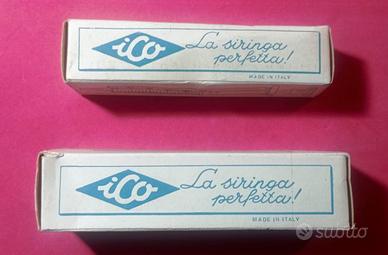 iCo
La siringa
perfetta!
MADE IN ITALY
iCo
La siringa
perfetta!
MADE IN ITALY
subito